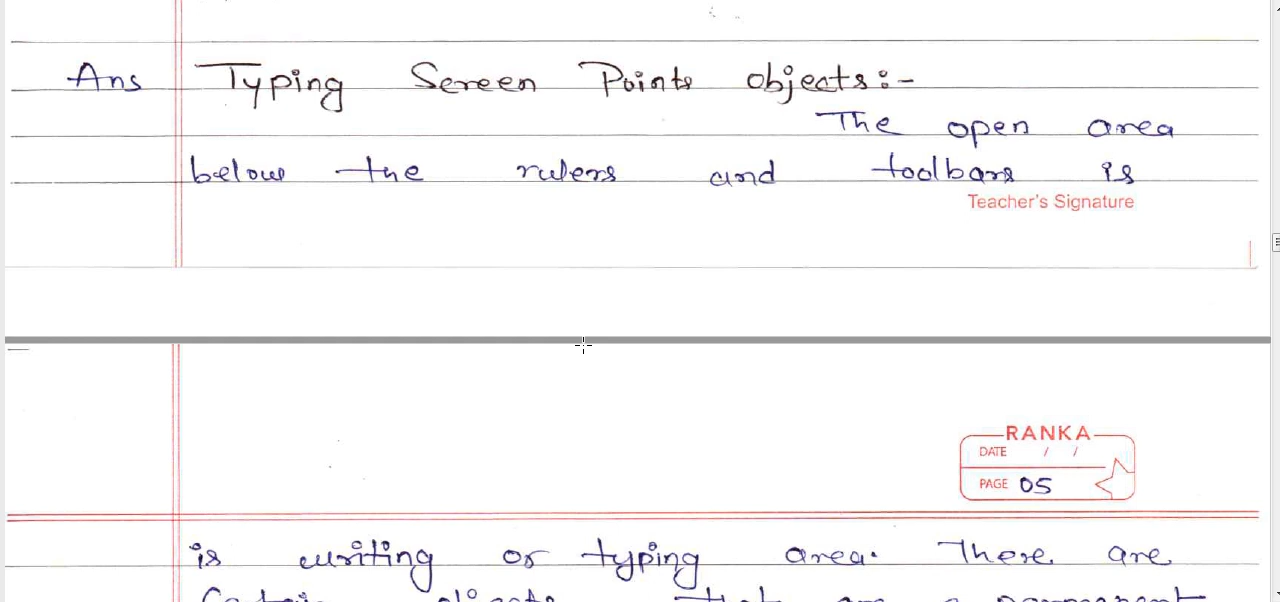 Ans Typing Screen Points objects:-
The open area
below the rulers and toolbars is
Teacher's Signature
RANKA
DATE / /
PAGE 05
is writing or typing area. There are